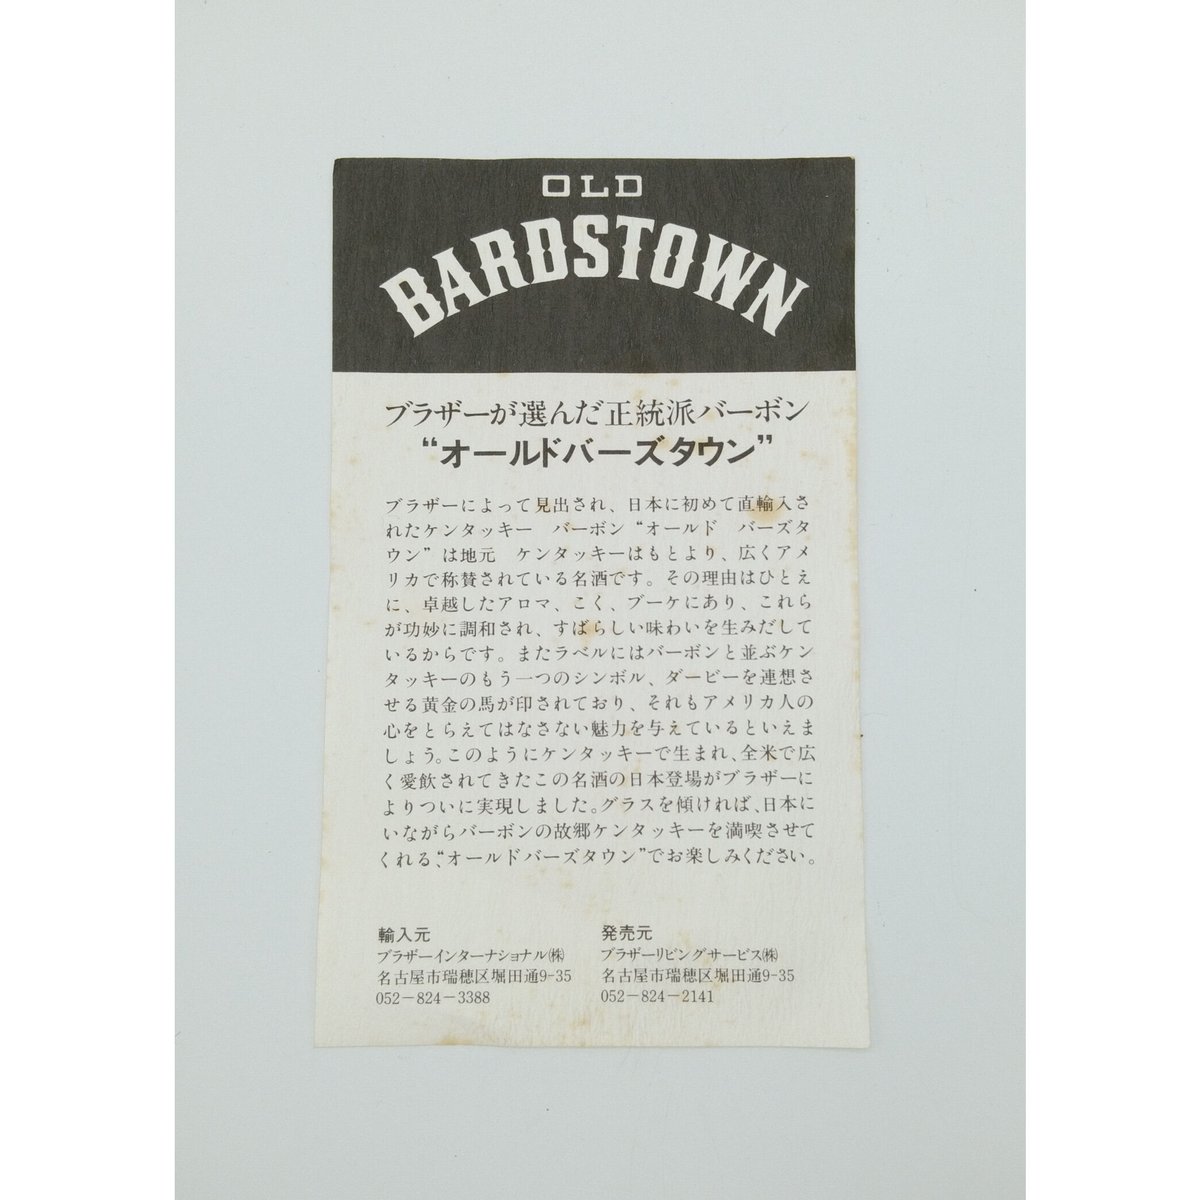 OLD
BARDSTOWN
ブラザーが選んだ正統派バーボン
“オールドバーズタウン”
ブラザーによって見出され、日本に初めて直輸入さ
れたケンタッキー　バーボン“オールド　バーズタ
ウン”は地元　ケンタッキーはもとより、広くアメ
リカで称賛されている名酒です。その理由はひとえ
に、卓越したアロマ、こく、ブーケにあり、これら
が功妙に調和され、すばらしい味わいを生みだして
いるからです。またラベルにはバーボンと並ぶケン
タッキーのもう一つのシンボル、ダービーを連想さ
せる黄金の馬が印されており、それもアメリカ人の
心をとらえてはなさない魅力を与えているといえま
しょう。このようにケンタッキーで生まれ、全米で広
く愛飲されてきたこの名酒の日本登場がブラザーに
よりついに実現しました。グラスを傾ければ、日本に
いながらバーボンの故郷ケンタッキーを満喫させて
くれる、“オールドバーズタウン”でお楽しみください。
輸入元
ブラザーインターナショナル㈱
名古屋市瑞穂区堀田通9-35
052-824-3388
発売元
ブラザーリビングサービス㈱
名古屋市瑞穂区堀田通9-35
052-824-2141